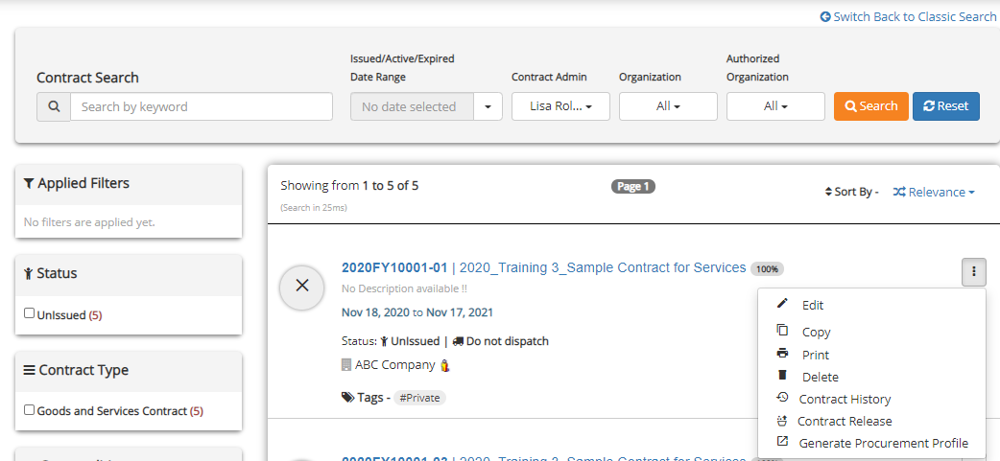 Switch Back to Classic Search
Issued/Active/Expired
Date Range
Authorized
Organization
Contract Search
Contract Admin
Organization
Search by keyword
No date selected
Lisa Rol...
All
All
Search
Reset
Applied Filters
No filters are applied yet.
Status
UnIssued (5)
Contract Type
Goods and Services Contract (5)
Showing from 1 to 5 of 5
(Search in 25ms)
Page 1
Sort By -
Relevance
2020FY10001-01 | 2020_Training 3_Sample Contract for Services 100%
No Description available !!
Nov 18, 2020 to Nov 17, 2021
Status: UnIssued | Do not dispatch
ABC Company
Tags - #Private
Edit
Copy
Print
Delete
Contract History
Contract Release
Generate Procurement Profile